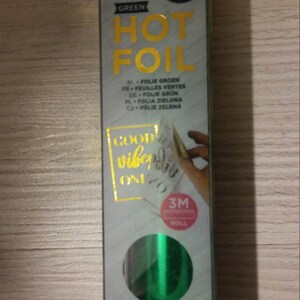 GREEN
HOT
FOIL
NL • FOLIE GROEN
FR • FEUILLES VERTES
DE • FOLIE GRÜN
PL • FOLIA ZIELONA
CZ • FOLIE ZELENÁ
GOOD
vibes
ONLY
3M
ROLL